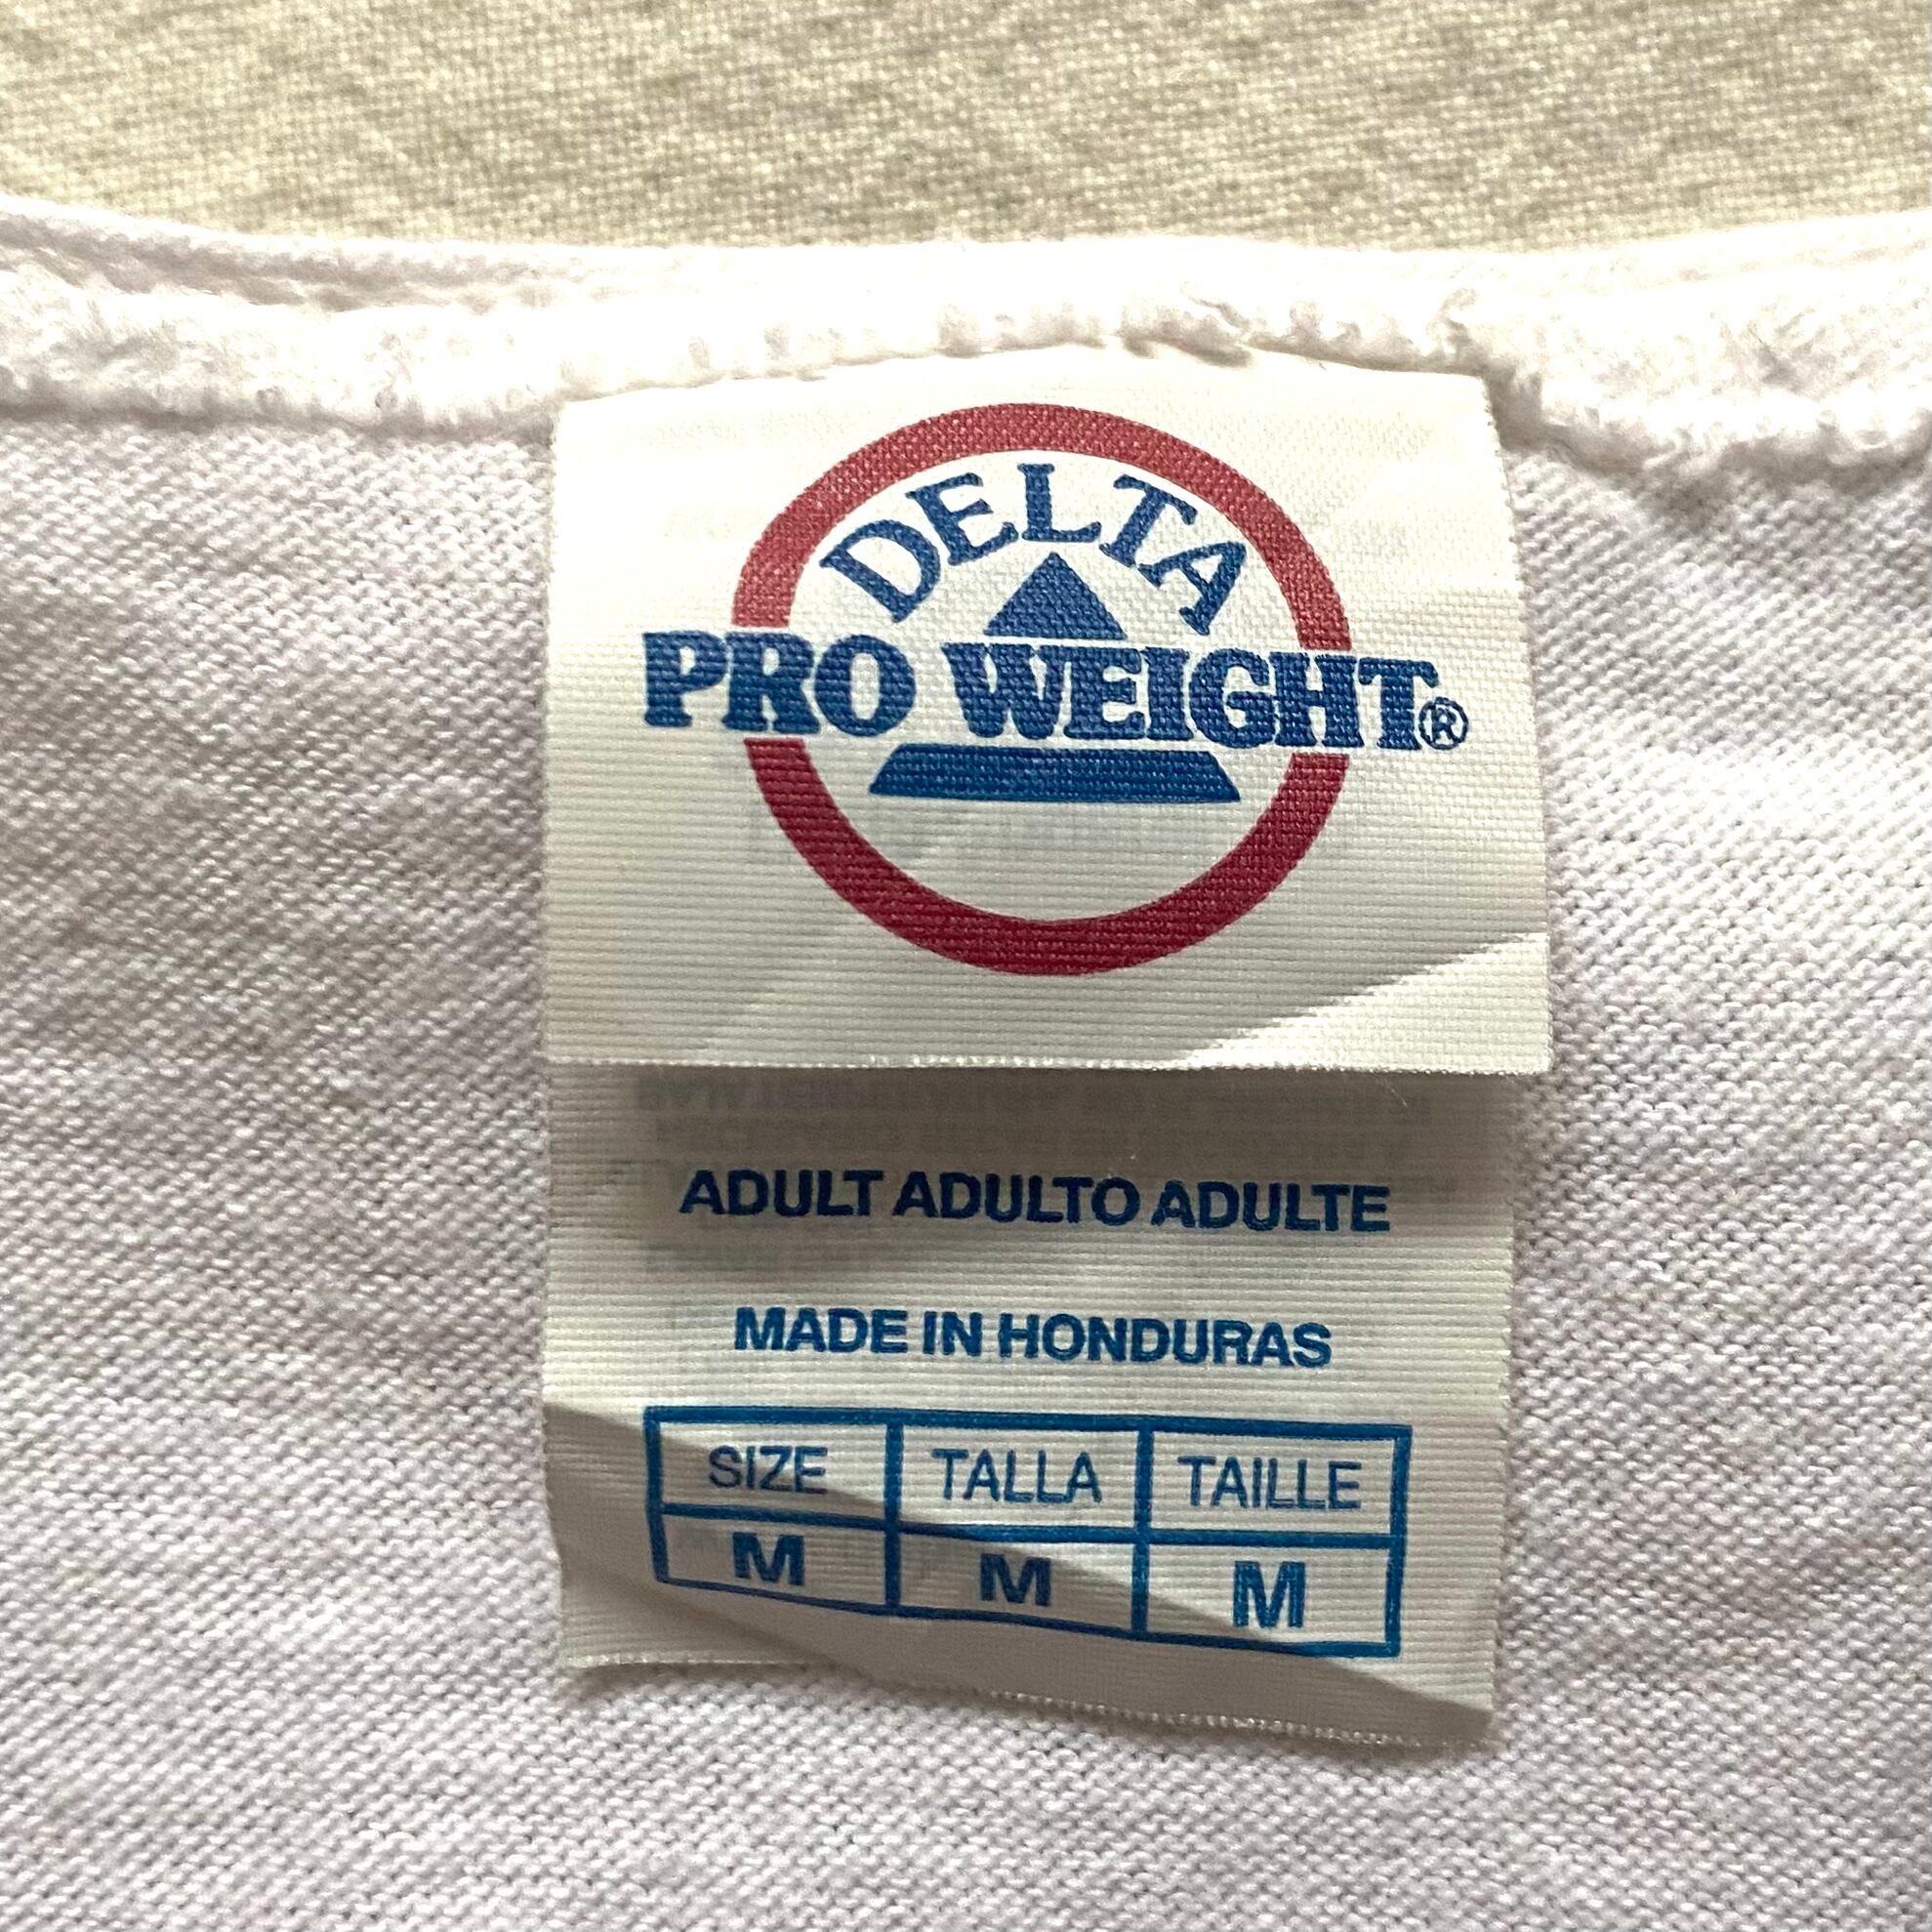 DELTA
PRO WEIGHT®
ADULT ADULTO ADULTE
MADE IN HONDURAS
SIZE TALLA TAILLE
M M M